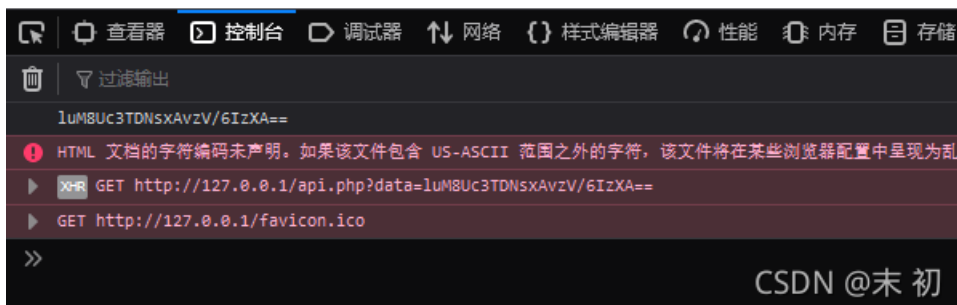 查看器 控制台 调试器 网络 {} 样式编辑器 性能 内存 存储
过滤输出
luM8Uc3TDNsxAvzV/6IzXA==
HTML 文档的字符编码未声明。如果该文件包含 US-ASCII 范围之外的字符，该文件将在某些浏览器配置中呈现为乱
XHR GET http://127.0.0.1/api.php?data=luM8Uc3TDNsxAvzV/6IzXA==
GET http://127.0.0.1/favicon.ico
CSDN @末 初